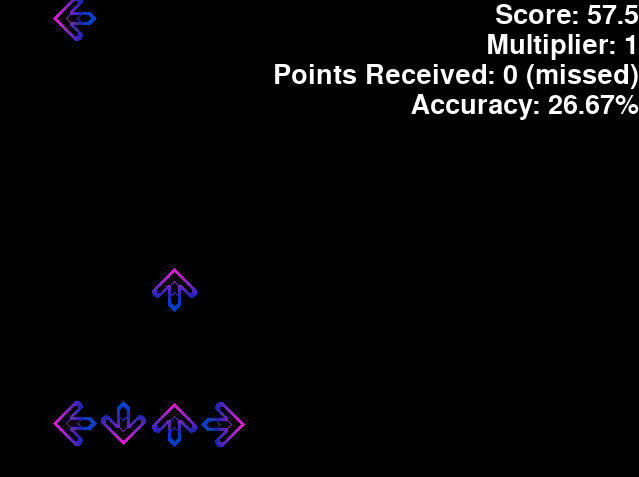 Score: 57.5
Multiplier: 1
Points Received: 0 (missed)
Accuracy: 26.67%